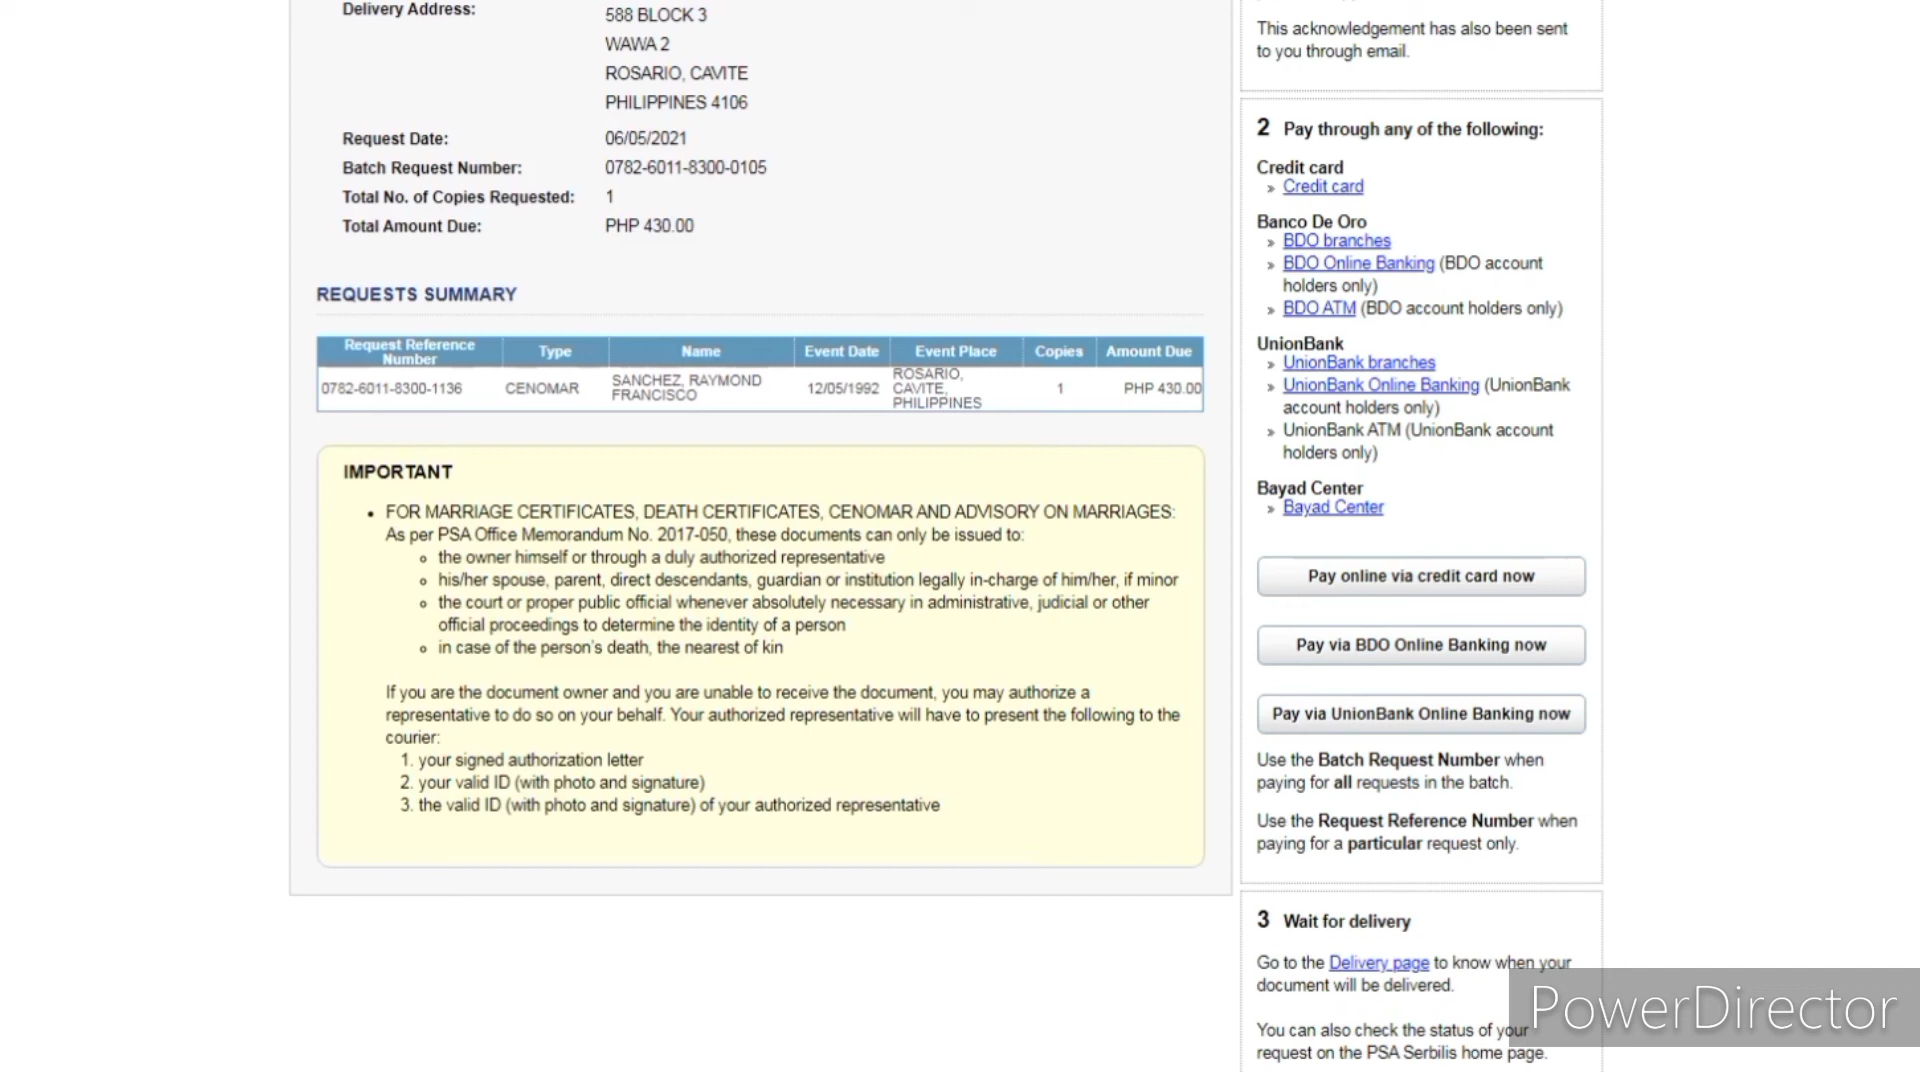 Delivery Address:
588 BLOCK 3
WAWA 2
ROSARIO, CAVITE
PHILIPPINES 4106
Request Date: 06/05/2021
Batch Request Number: 0782-6011-8300-0105
Total No. of Copies Requested: 1
Total Amount Due: PHP 430.00
REQUESTS SUMMARY
Request Reference Number Type Name Event Date Event Place Copies Amount Due
0782-6011-8300-1136 CENOMAR SANCHEZ, RAYMOND FRANCISCO 12/05/1992 ROSARIO, CAVITE, PHILIPPINES 1 PHP 430.00
IMPORTANT
• FOR MARRIAGE CERTIFICATES, DEATH CERTIFICATES, CENOMAR AND ADVISORY ON MARRIAGES:
As per PSA Office Memorandum No. 2017-050, these documents can only be issued to:
the owner himself or through a duly authorized representative
his/her spouse, parent, direct descendants, guardian or institution legally in-charge of him/her, if minor
the court or proper public official whenever absolutely necessary in administrative, judicial or other
official proceedings to determine the identity of a person
in case of the person's death, the nearest of kin
If you are the document owner and you are unable to receive the document, you may authorize a
representative to do so on your behalf. Your authorized representative will have to present the following to the
courier:
1. your signed authorization letter
2. your valid ID (with photo and signature)
3. the valid ID (with photo and signature) of your authorized representative
This acknowledgement has also been sent
to you through email.
2 Pay through any of the following:
Credit card
» Credit card
Banco De Oro
» BDO branches
» BDO Online Banking (BDO account
holders only)
» BDO ATM (BDO account holders only)
UnionBank
» UnionBank branches
» UnionBank Online Banking (UnionBank
account holders only)
» UnionBank ATM (UnionBank account
holders only)
Bayad Center
» Bayad Center
Pay online via credit card now
Pay via BDO Online Banking now
Pay via UnionBank Online Banking now
Use the Batch Request Number when
paying for all requests in the batch.
Use the Request Reference Number when
paying for a particular request only.
3 Wait for delivery
Go to the Delivery page to know when your
document will be delivered.
You can also check the status of your
request on the PSA Serbilis home page.
PowerDirector